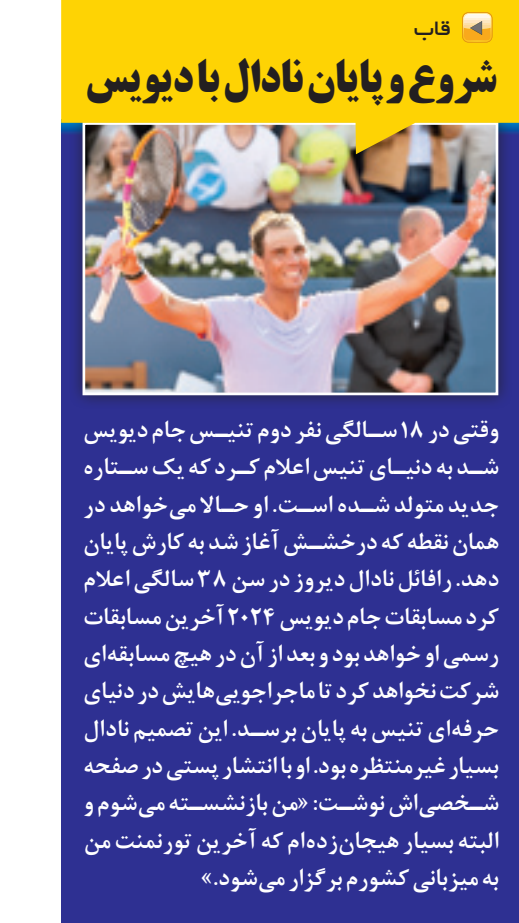 قاب
شروع و پایان نادال با دیویس
وقتی در ۱۸ سالگی نفر دوم تنیس جام دیویس
شد به دنیای تنیس اعلام کرد که یک ستاره
جدید متولد شده است. او حالا می‌خواهد در
همان نقطه که درخشش آغاز شد به کارش پایان
دهد. رافائل نادال دیروز در سن ۳۸ سالگی اعلام
کرد مسابقات جام دیویس ۲۰۲۴ آخرین مسابقات
رسمی او خواهد بود و بعد از آن در هیچ مسابقه‌ای
شرکت نخواهد کرد تا ماجراجویی‌هایش در دنیای
حرفه‌ای تنیس به پایان برسد. این تصمیم نادال
بسیار غیرمنتظره بود. او با انتشار پستی در صفحه
شخصی‌اش نوشت: «من بازنشسته می‌شوم و
البته بسیار هیجان‌زده‌ام که آخرین تورنمنت من
به میزبانی کشورم برگزار می‌شود.»